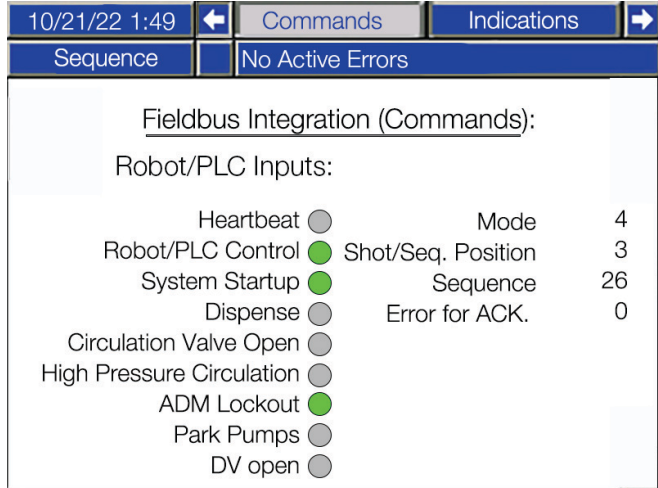 10/21/22 1:49 Commands Indications
Sequence No Active Errors
Fieldbus Integration (Commands):
Robot/PLC Inputs:
Heartbeat Mode 4
Robot/PLC Control Shot/Seq. Position 3
System Startup Sequence 26
Dispense Error for ACK. 0
Circulation Valve Open
High Pressure Circulation
ADM Lockout
Park Pumps
DV open